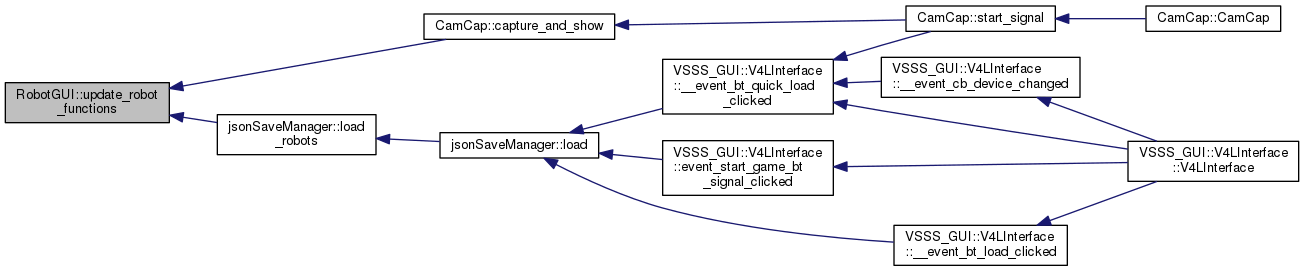 RobotGUI::update_robot
_functions
CamCap::capture_and_show
jsonSaveManager::load
_robots
jsonSaveManager::load
VSSS_GUI::V4LInterface
::__event_bt_quick_load
_clicked
VSSS_GUI::V4LInterface
::event_start_game_bt
_signal_clicked
CamCap::start_signal
VSSS_GUI::V4LInterface
::__event_cb_device_changed
VSSS_GUI::V4LInterface
::__event_bt_load_clicked
CamCap::CamCap
VSSS_GUI::V4LInterface
::V4LInterface